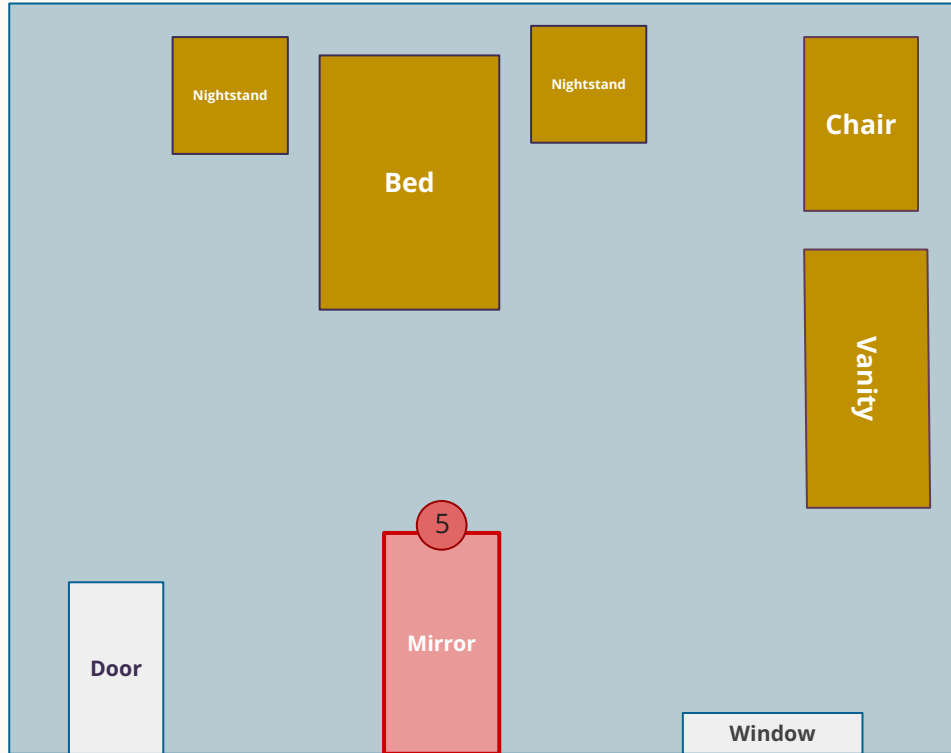 Nightstand
Nightstand
Chair
Bed
Vanity
5
Mirror
Door
Window